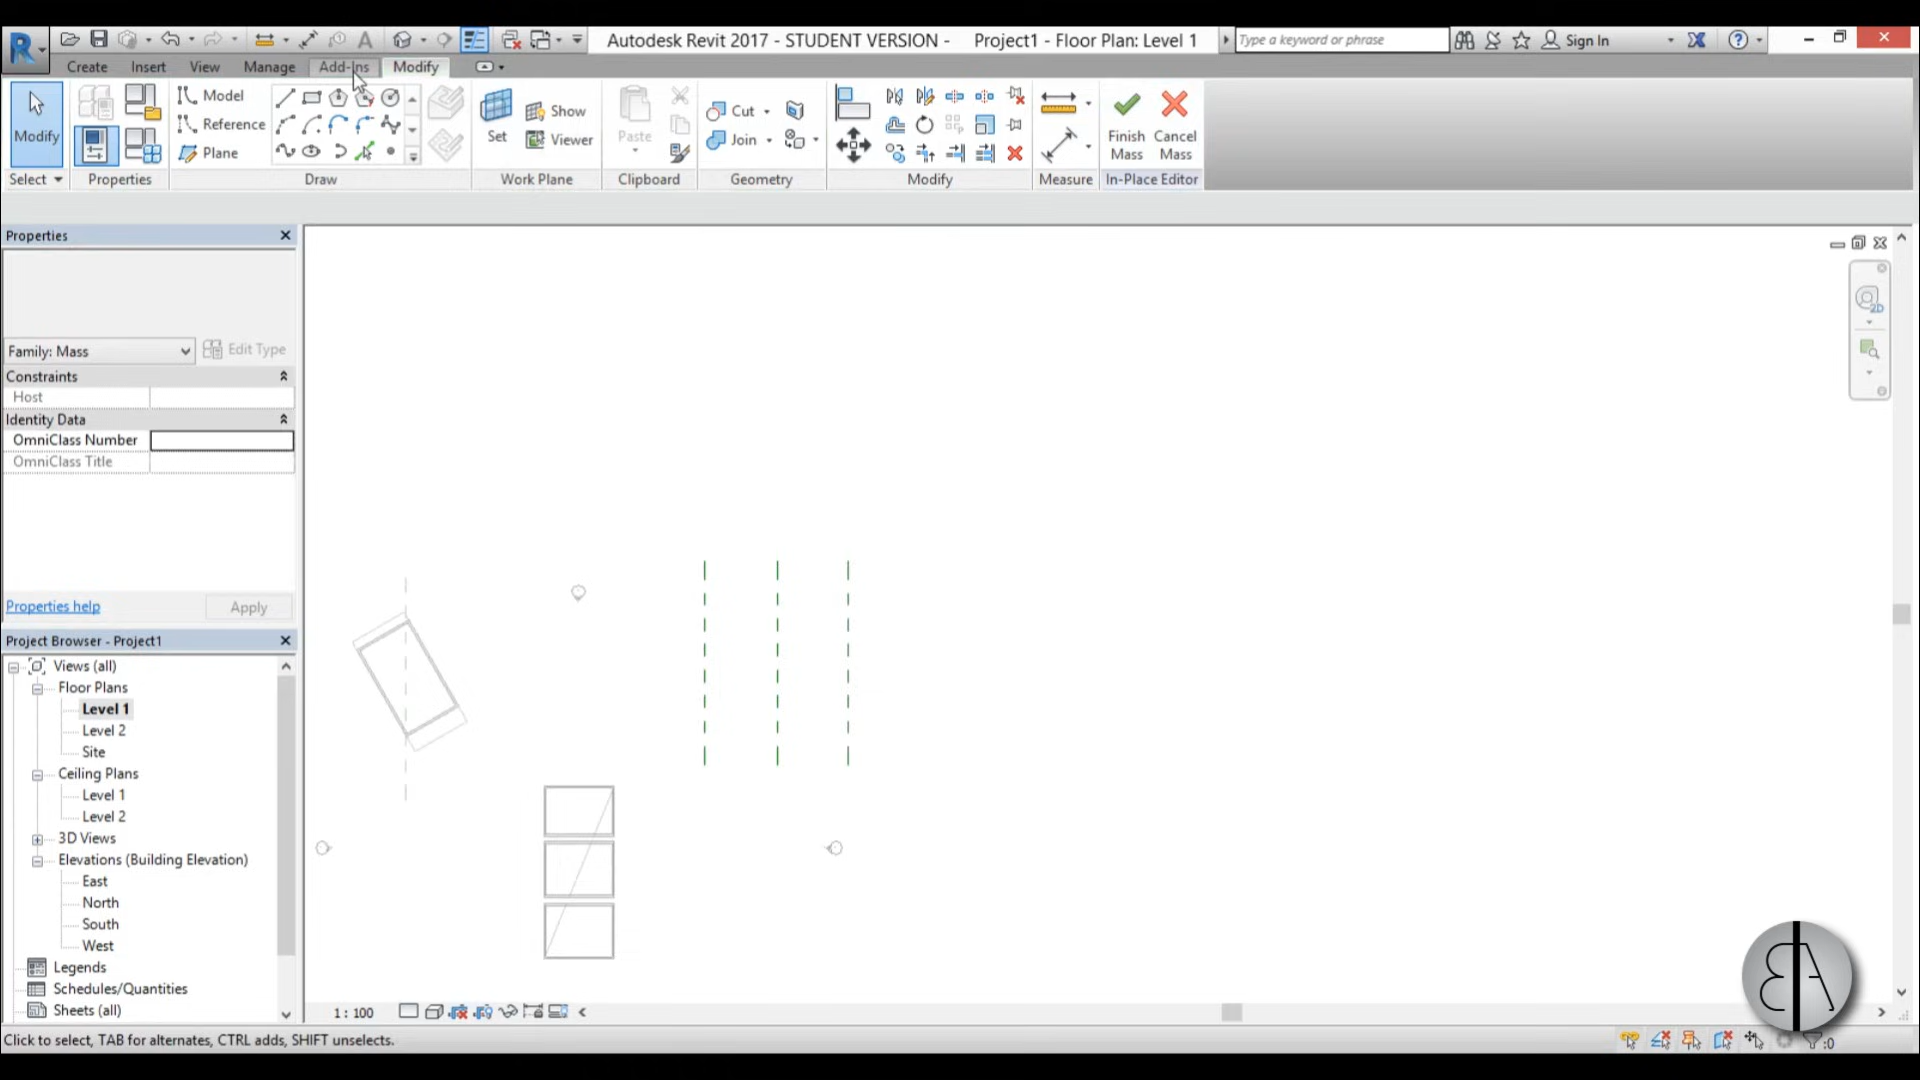 Autodesk Revit 2017 - STUDENT VERSION - Project1 - Floor Plan: Level 1
Type a keyword or phrase
Sign In
Create Insert View Manage Add-Ins Modify
Modify
Model
Reference
Plane
Set
Show
Viewer
Paste
Cut
Join
Finish Mass
Cancel Mass
Select Properties Draw Work Plane Clipboard Geometry Modify Measure In-Place Editor
Properties
Family: Mass
Edit Type
Constraints
Host
Identity Data
OmniClass Number
OmniClass Title
Properties help
Apply
Project Browser - Project1
Views (all)
Floor Plans
Level 1
Level 2
Site
Ceiling Plans
Level 1
Level 2
3D Views
Elevations (Building Elevation)
East
North
South
West
Legends
Schedules/Quantities
Sheets (all)
2D
1 : 100
BA
Click to select, TAB for alternates, CTRL adds, SHIFT unselects.
:0